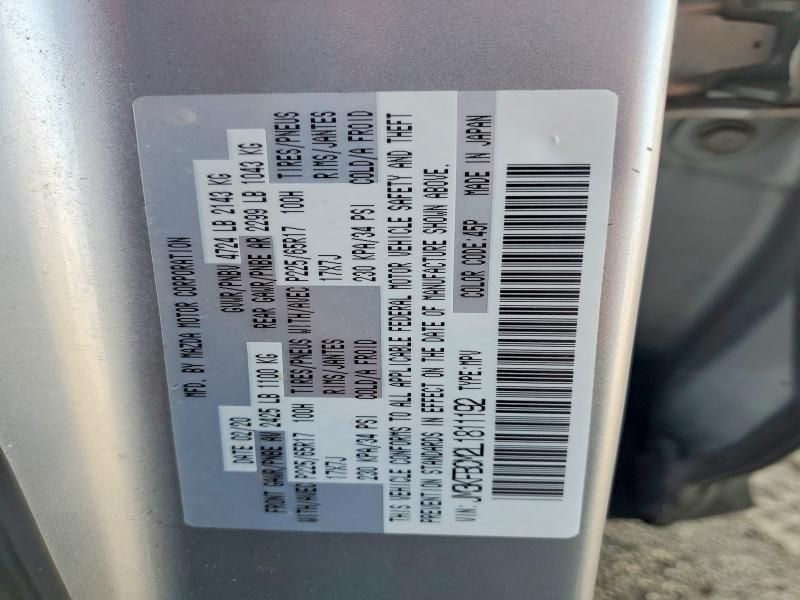 MFD. BY MAZDA MOTOR CORPORATION
DATE 02/20 GVWR/PNBV 4724 LB 2143 KG
FRONT GAWR/PNBE AV 2425 LB 1100 KG REAR GAWR/PNBE AR 2299 LB 1043 KG
WITH/AVEC P225/65R17 100H TIRES/PNEUS WITH/AVEC P225/65R17 100H TIRES/PNEUS
17X7J RIMS/JANTES 17X7J RIMS/JANTES
230 KPA/34 PSI COLD/A FROID 230 KPA/34 PSI COLD/A FROID
THIS VEHICLE CONFORMS TO ALL APPLICABLE FEDERAL MOTOR VEHICLE SAFETY AND THEFT
PREVENTION STANDARDS IN EFFECT ON THE DATE OF MANUFACTURE SHOWN ABOVE.
VIN: JM3KFBCM2L1811192 TYPE:MPV COLOR CODE:45P MADE IN JAPAN